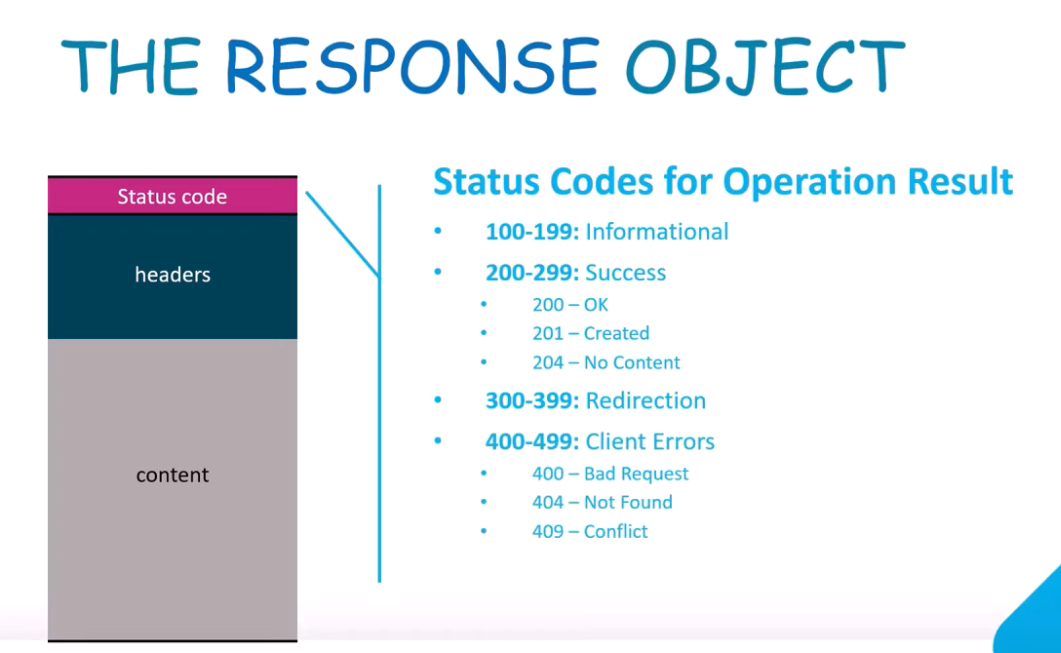 THE RESPONSE OBJECT
Status code
headers
content
Status Codes for Operation Result
• 100-199: Informational
• 200-299: Success
• 200 – OK
• 201 – Created
• 204 – No Content
• 300-399: Redirection
• 400-499: Client Errors
• 400 – Bad Request
• 404 – Not Found
• 409 – Conflict